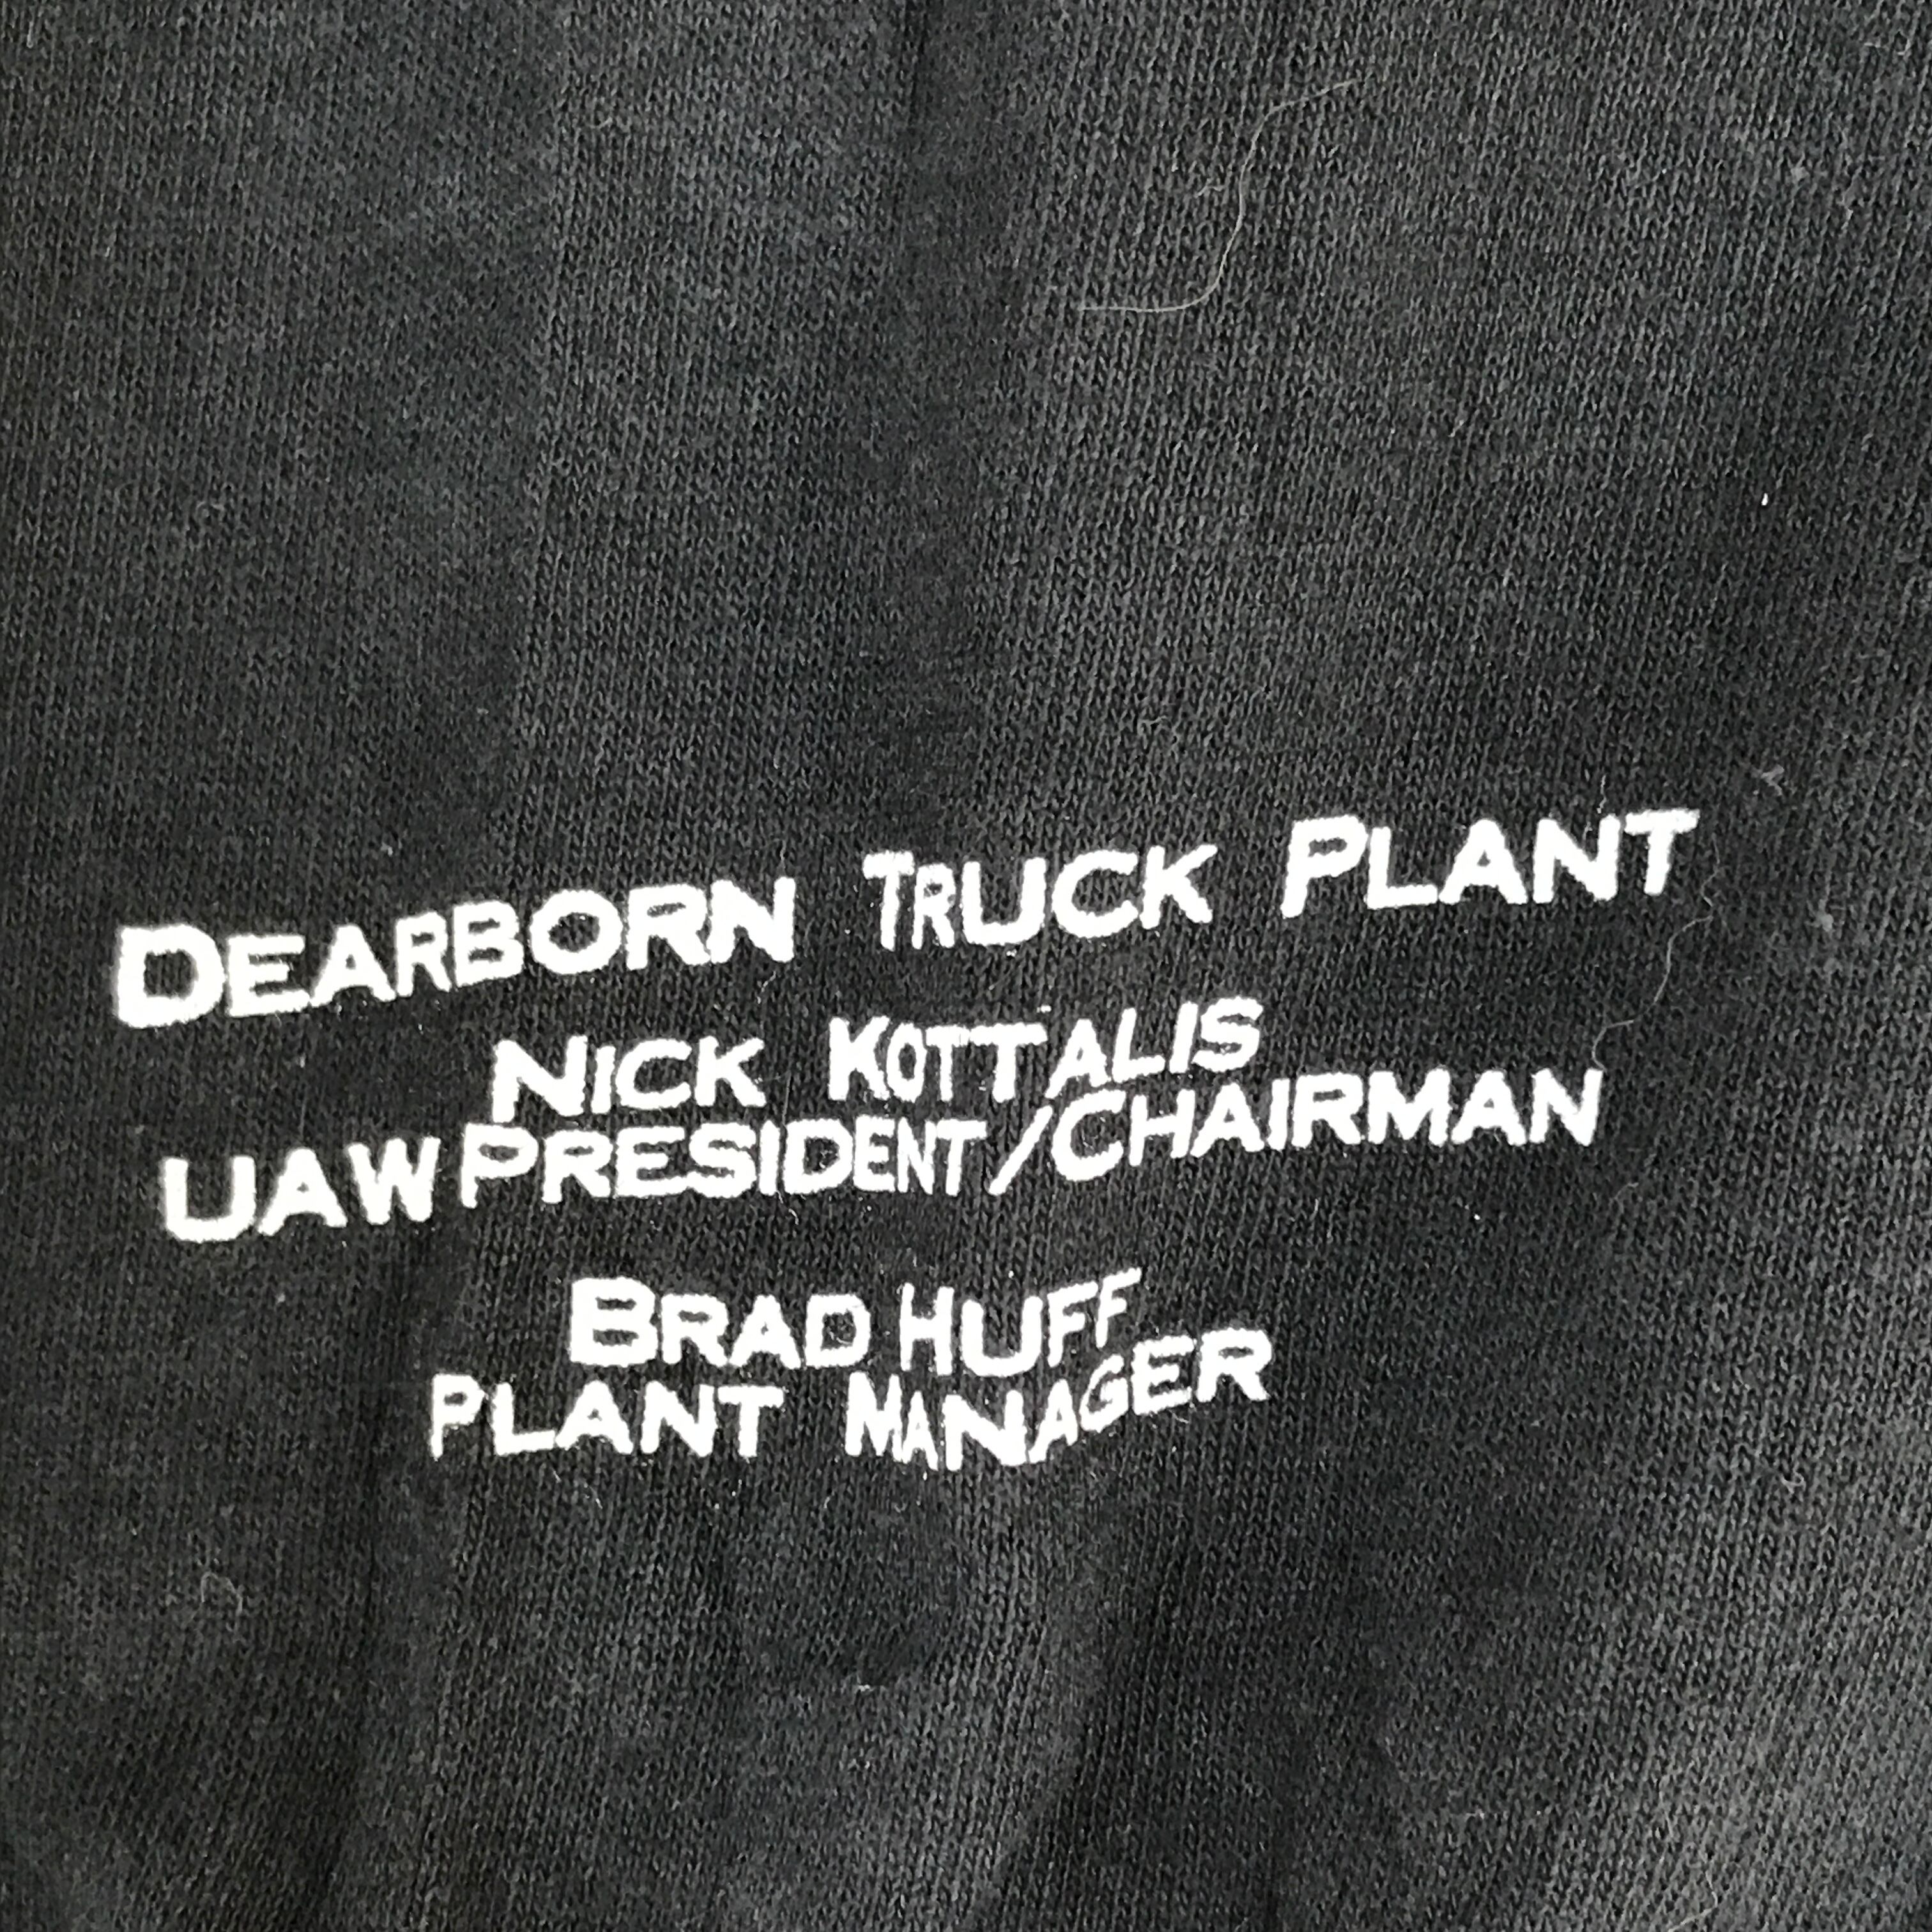 DEARBORN TRUCK PLANT
NICK KOTTALIS
UAW PRESIDENT/CHAIRMAN
BRAD HUFF
PLANT MANAGER